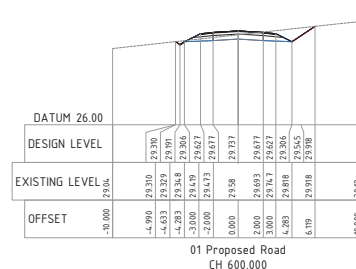 DATUM 26.00
DESIGN LEVEL 29.310 29.191 29.306 29.627 29.677 29.737 29.677 29.627 29.306 29.545 29.918
EXISTING LEVEL 29.04 29.310 29.329 29.348 29.419 29.473 29.58 29.693 29.747 29.818 29.918
OFFSET -10.000 -4.990 -4.633 -4.283 -3.000 -2.000 0.000 2.000 3.000 4.283 6.119
01 Proposed Road
CH 600.000